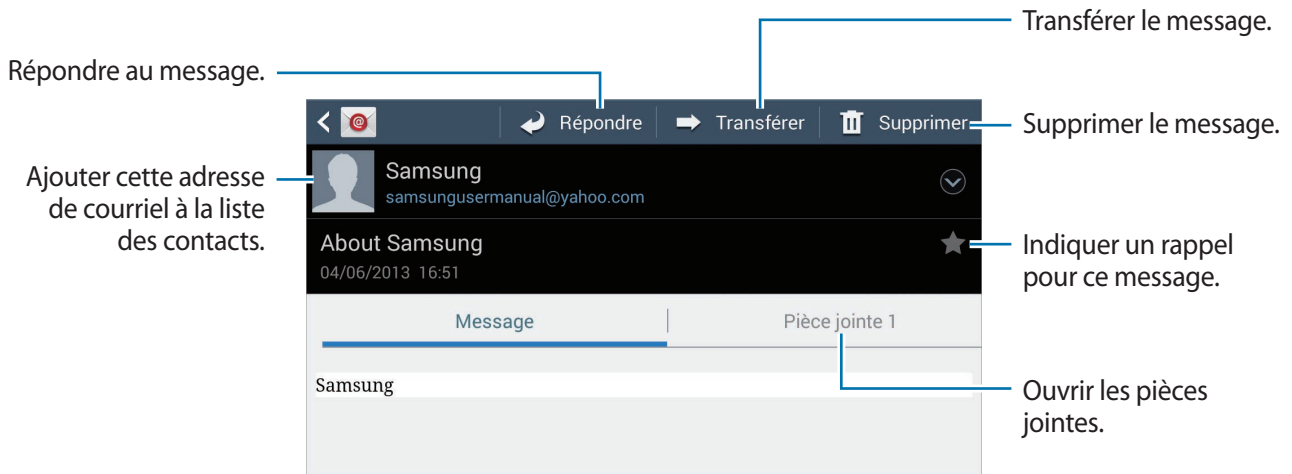 Transférer le message.
Répondre au message.
Répondre
Transférer
Supprimer
Supprimer le message.
Ajouter cette adresse
de courriel à la liste
des contacts.
Samsung
samsungusermanual@yahoo.com
About Samsung
04/06/2013 16:51
Indiquer un rappel
pour ce message.
Message
Pièce jointe 1
Samsung
Ouvrir les pièces
jointes.